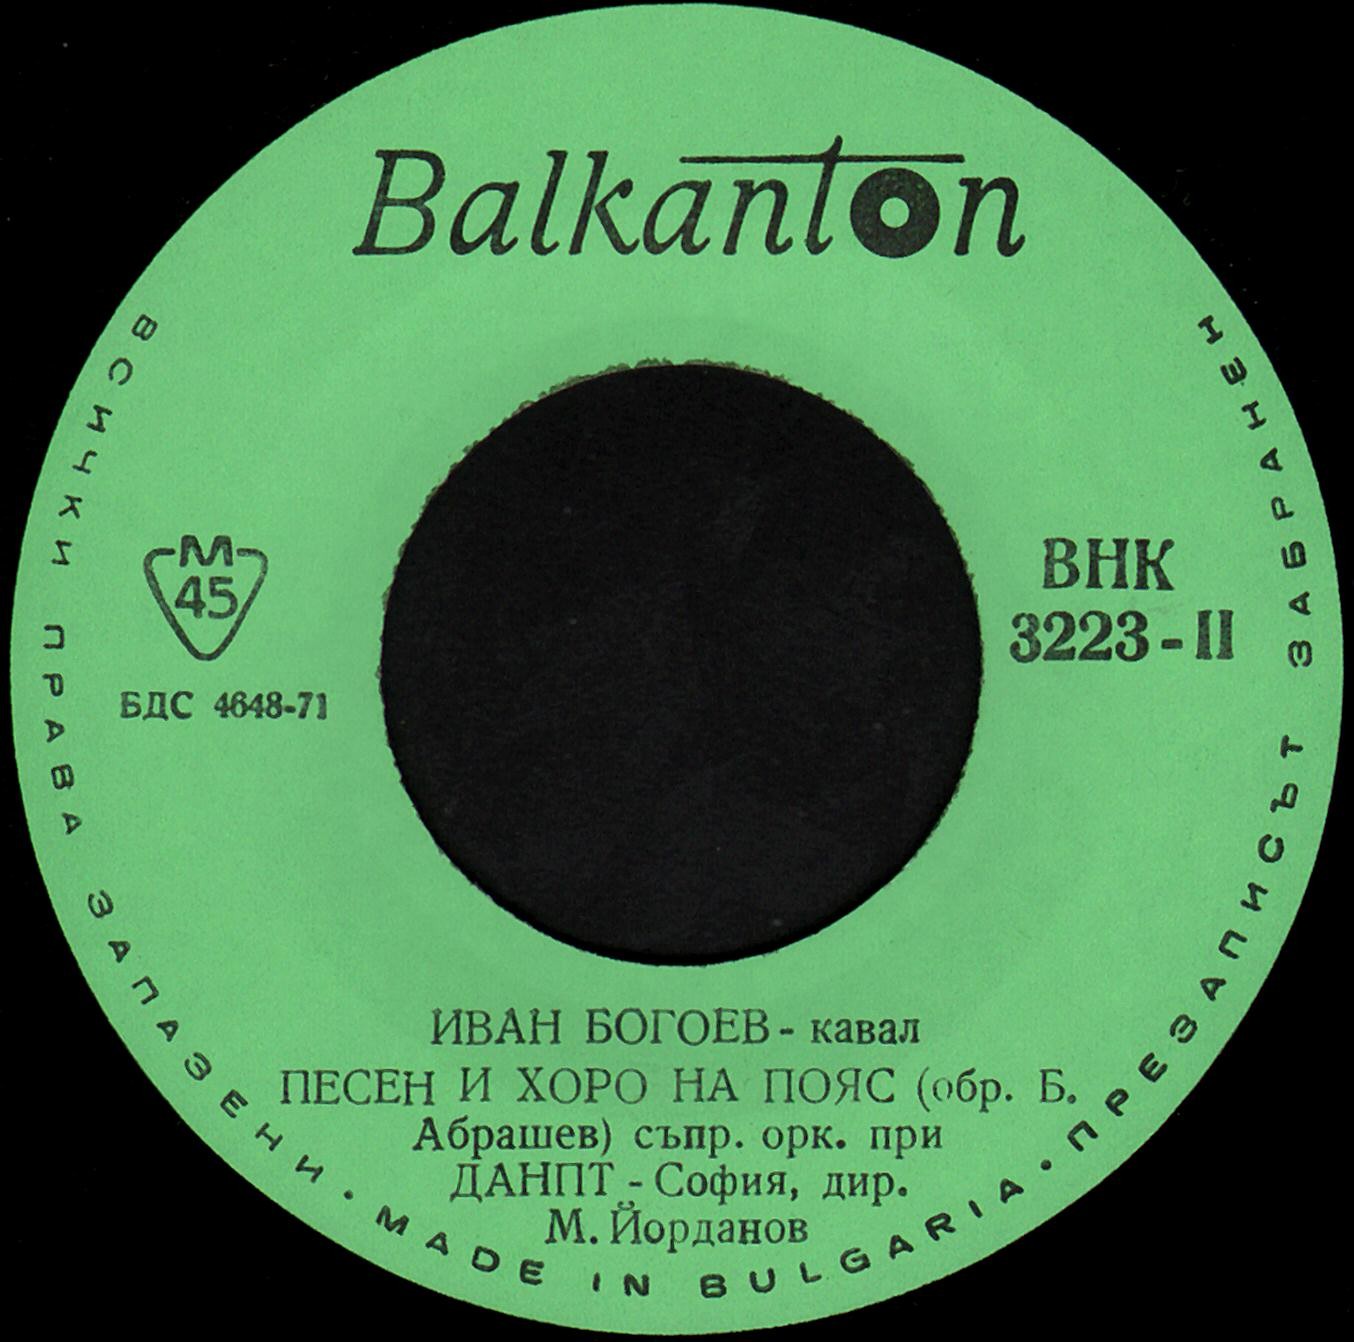 Balkanton
М
45
БДС 4648-71
ВНК
3223-II
ИВАН БОГОЕВ - кавал
ПЕСЕН И ХОРО НА ПОЯС (обр. Б.
Абрашев) съпр. орк. при
ДАНПТ - София, дир.
М. Йорданов
ВСИЧКИ ПРАВА ЗАПАЗЕНИ • MADE IN BULGARIA • ПРЕЗАПИСЪТ ЗАБРАНЕН